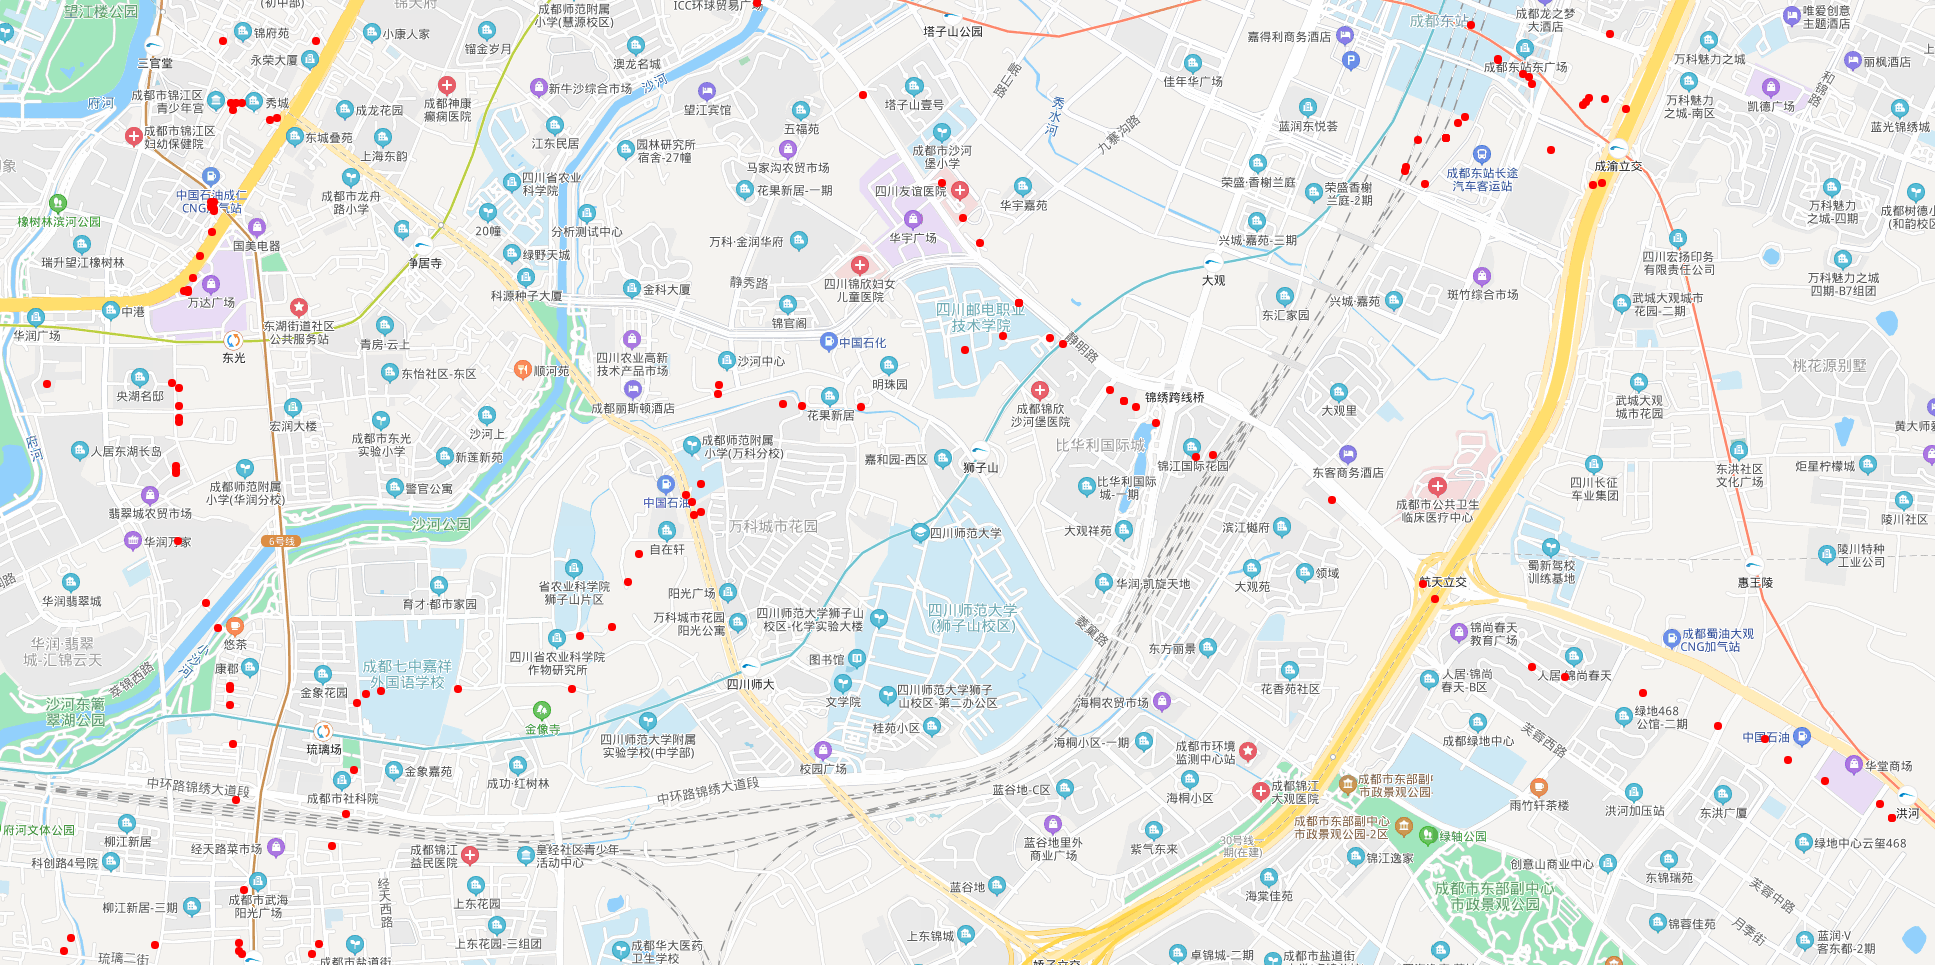 望江楼公园
(初中部)
锦大府
锦府苑
小康人家
永荣大厦
三官堂
府河
成都市锦江区
青少年宫
秀城
成龙花园
成都神康
癫痫医院
成都市锦江区
妇幼保健院
东城叠苑
上海东韵
中国石油成仁
CNG加气站
橡树林滨河公园
国美电器
瑞升望江橡树林
成都市龙舟
路小学
净居寺
万达广场
中港
华润广场
东湖街道社区
公共服务站
东光
青房·云上
东怡社区-东区
央湖名邸
宏润大楼
成都市东光
实验小学
府河
人居东湖长岛
成都师范附属
小学(华润分校)
警官公寓
新莲新苑
沙河上
翡翠城农贸市场
沙河公园
6号线
华润万家
华润翡翠城
育才·都市家园
悠茶
华润·翡翠
城-汇锦云天
小沙河
萃锦西路
康郡
金象花园
成都七中嘉祥
外国语学校
沙河东篱
翠湖公园
琉璃场
金象嘉苑
中环路锦绣大道段
成都市社科院
府河文体公园
柳江新居
科创路4号院
经天路菜市场
成都锦江
益民医院
皇经社区青少年
活动中心
成都市武海
阳光广场
柳江新居-三期
经天西路
上东花园
上东花园-三组团
琉璃二街
成都市盐道街
成都师范附属
小学(慧源校区)
ICC环球贸易广场
榴金岁月
澳龙名城
沙河
新牛沙综合市场
望江宾馆
江东民居
园林研究所
宿舍-27幢
五福苑
马家沟农贸市场
四川省农业
科学院
花果新居-一期
20幢
分析测试中心
绿野天城
科源种子大厦
金科大厦
万科·金润华府
静秀路
四川锦欣妇女
儿童医院
锦官阁
中国石化
四川农业高新
技术产品市场
沙河中心
明珠园
顺河苑
成都丽斯顿酒店
花果新居
成都师范附属
小学(万科分校)
嘉和园-西区
狮子山
中国石油
万科城市花园
自在轩
四川师范大学
省农业科学院
狮子山片区
阳光广场
万科城市花园
阳光公寓
四川师范大学狮子山
校区-化学实验大楼
四川师范大学
(狮子山校区)
四川省农业科学院
作物研究所
图书馆
四川师大
文学院
四川师范大学狮子
山校区-第二办公区
金像寺
四川师范大学附属
实验学校(中学部)
桂苑小区
校园广场
成功·红树林
中环路锦绣大道段
成都华大医药
卫生学校
上东锦城
蓝谷地
蓝谷地-C区
蓝谷地里外
商业广场
塔子山公园
塔子山壹号
秀水河
九寨沟路
佳年华广场
嘉得利商务酒店
成都东站
成都龙之梦
大酒店
成都东站东广场
唯爱创意
主题酒店
万科魅力之城
丽枫酒店
和锦路
凯德广场
万科魅力
之城-南区
蓝光锦绣城
蓝润东悦荟
成都市沙河
堡小学
四川友谊医院
华宇嘉苑
华宇广场
荣盛·香榭兰庭
荣盛香榭
兰庭-2期
成都东站长途
汽车客运站
成渝立交
万科魅力
之城-四期
兴城·嘉苑-三期
大观
四川宏扬印务
有限责任公司
万科魅力之城
四期-B7组团
斑竹综合市场
东汇家园
兴城·嘉苑
武城大观城市
花园-二期
四川邮电职业
技术学院
静明路
桃花源别墅
成都锦欣
沙河堡医院
锦绣跨线桥
大观里
武城大观
城市花园
比华利国际城
锦江国际花园
东客商务酒店
比华利国际
城-一期
成都市公共卫生
临床医疗中心
四川长征
车业集团
东洪社区
文化广场
炬星柠檬城
陵川社区
大观祥苑
滨江樾府
蜀新驾校
训练基地
陵川特种
工业公司
华润·凯旋天地
大观苑
领域
航天立交
惠王陵
菱窠路
东方丽景
锦尚春天
教育广场
成都蜀油大观
CNG加气站
人居·锦尚
春天-B区
人居·锦尚春天
花香苑社区
海桐农贸市场
绿地468
公馆-二期
成都绿地中心
芙蓉西路
中国石油
华堂商场
海桐小区-一期
成都市环境
监测中心站
成都锦江
大观医院
海桐小区
成都市东部副中心
市政景观公园-2区
绿轴公园
雨竹轩茶楼
洪河加压站
东洪广厦
洪河
绿地中心云玺468
紫气东来
30号线一
期(在建)
锦江逸家
创意山商业中心
东锦瑞苑
海棠佳苑
成都市东部副中心
市政景观公园
芙蓉中路
月季街
锦蓉佳苑
蓝润·V
客东都-2期
卓锦城-二期
成都市盐道街